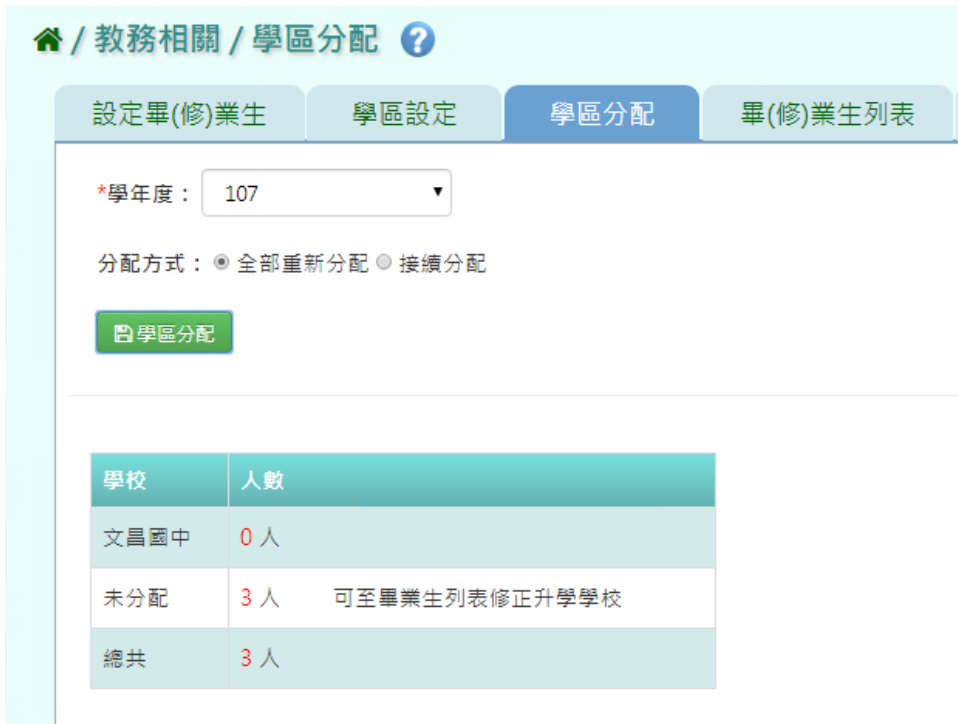 / 教務相關 / 學區分配 ?
設定畢(修)業生 學區設定 學區分配 畢(修)業生列表
*學年度： 107
分配方式： 全部重新分配 接續分配
學區分配
學校 人數
文昌國中 0 人
未分配 3 人 可至畢業生列表修正升學學校
總共 3 人